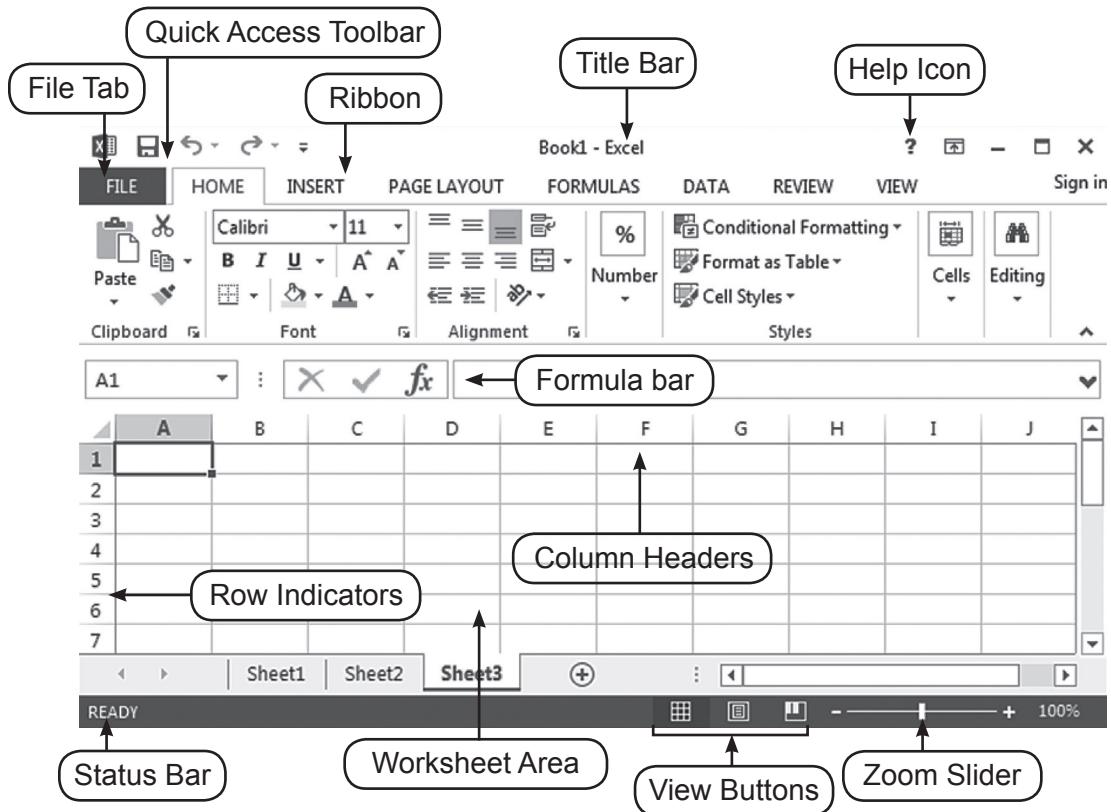 Quick Access Toolbar
Title Bar
Help Icon
File Tab
Ribbon
Book1 - Excel
?
FILE HOME INSERT PAGE LAYOUT FORMULAS DATA REVIEW VIEW Sign in
Calibri 11
% Conditional Formatting
Paste B I U A A Number Format as Table Cells Editing
A Cell Styles
Clipboard Font Alignment Styles
A1 fx Formula bar
A B C D E F G H I J
1
2
3
4
Column Headers
5
Row Indicators
6
7
Sheet1 Sheet2 Sheet3
READY - + 100%
Status Bar
Worksheet Area
View Buttons
Zoom Slider